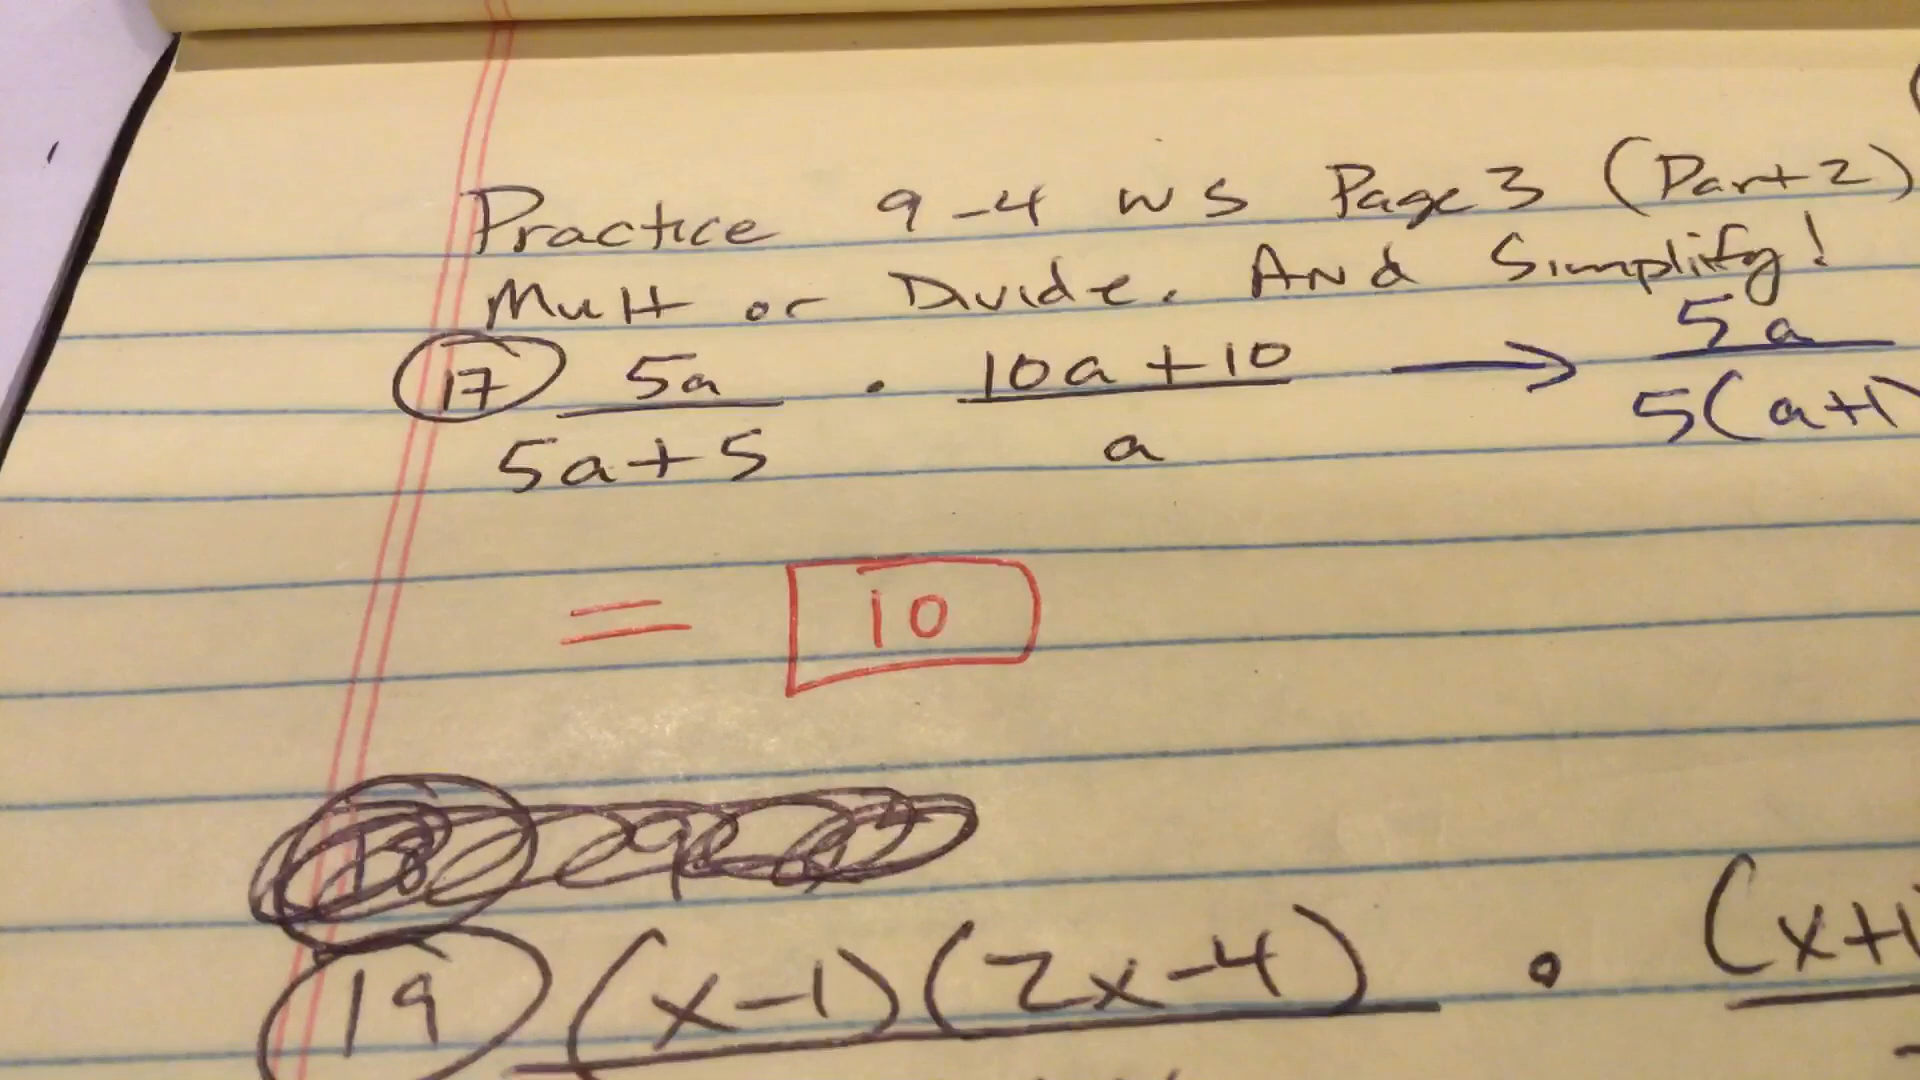 Practice 9-4 WS Page 3 (Part 2)
Mult or Divide. And Simplify!
17 5a/5a+5 · 10a+10/a → 5a/5(a+1)
= 10
19 (x-1)(2x-4) · (x+1